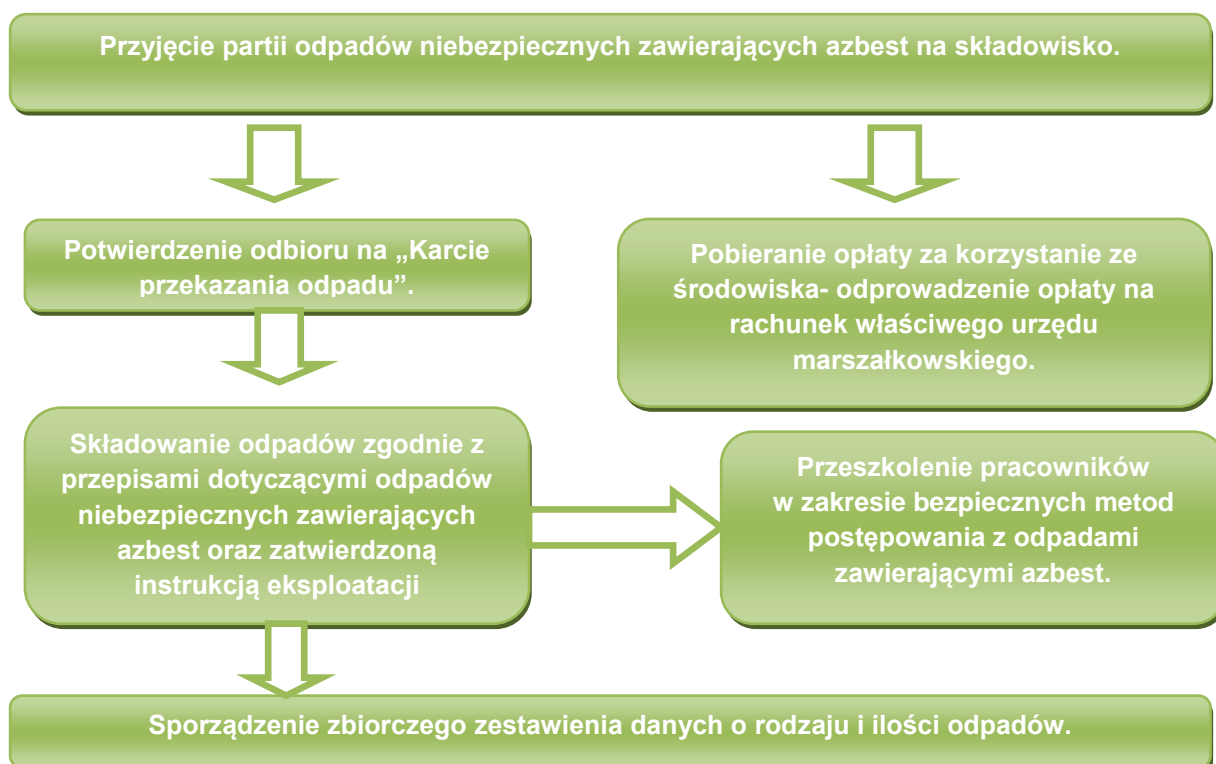 Przyjęcie partii odpadów niebezpiecznych zawierających azbest na składowisko.
Potwierdzenie odbioru na „Karcie
przekazania odpadu”.
Pobieranie opłaty za korzystanie ze
środowiska- odprowadzenie opłaty na
rachunek właściwego urzędu
marszałkowskiego.
Składowanie odpadów zgodnie z
przepisami dotyczącymi odpadów
niebezpiecznych zawierających
azbest oraz zatwierdzoną
instrukcją eksploatacji
Przeszkolenie pracowników
w zakresie bezpiecznych metod
postępowania z odpadami
zawierającymi azbest.
Sporządzenie zbiorczego zestawienia danych o rodzaju i ilości odpadów.